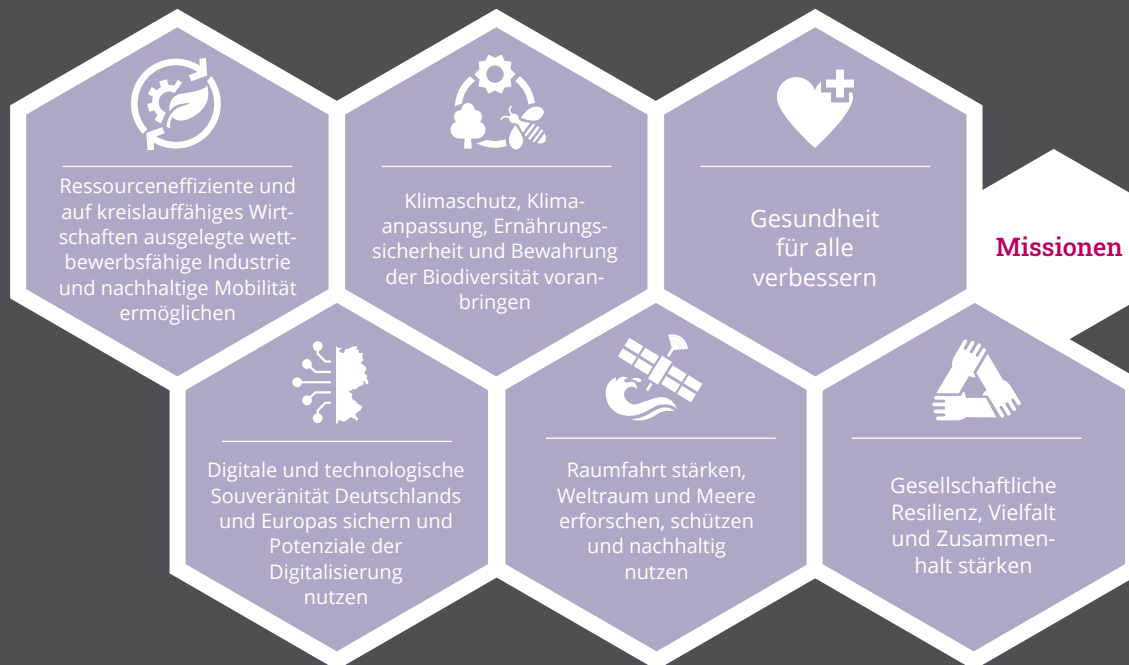 Ressourceneffiziente und
auf kreislauffähiges Wirt-
schaften ausgelegte wett-
bewerbsfähige Industrie
und nachhaltige Mobilität
ermöglichen
Klimaschutz, Klima-
anpassung, Ernährungs-
sicherheit und Bewahrung
der Biodiversität voran-
bringen
Gesundheit
für alle
verbessern
Missionen
Digitale und technologische
Souveränität Deutschlands
und Europas sichern und
Potenziale der
Digitalisierung
nutzen
Raumfahrt stärken,
Weltraum und Meere
erforschen, schützen
und nachhaltig
nutzen
Gesellschaftliche
Resilienz, Vielfalt
und Zusammen-
halt stärken